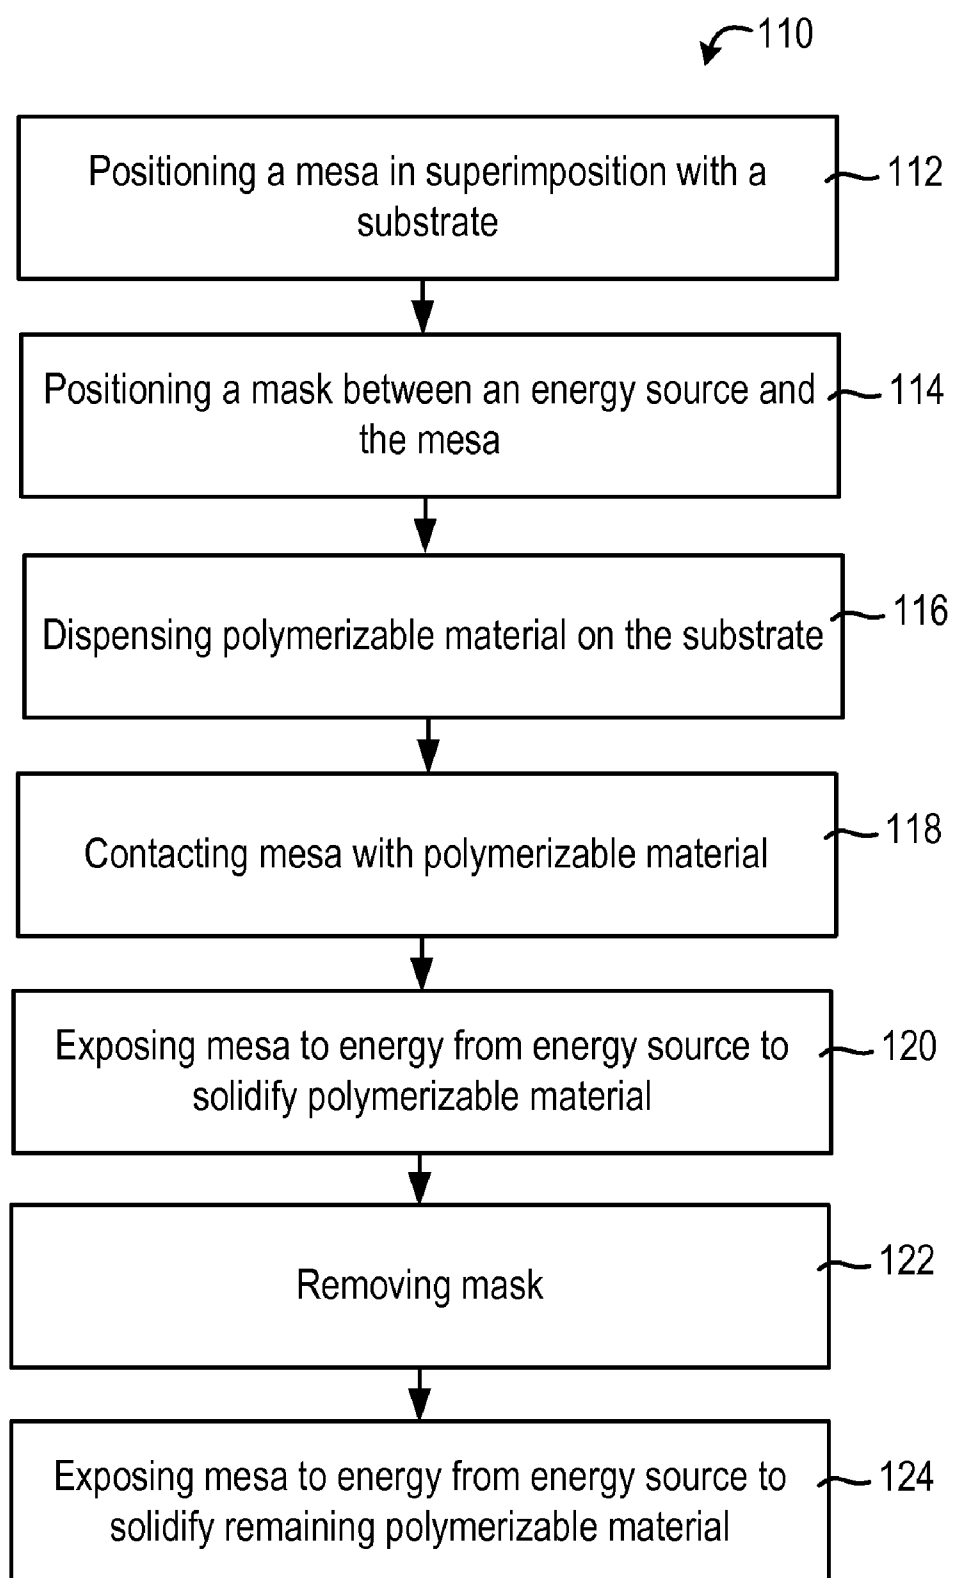 110
Positioning a mesa in superimposition with a
substrate
112
Positioning a mask between an energy source and
the mesa
114
Dispensing polymerizable material on the substrate
116
Contacting mesa with polymerizable material
118
Exposing mesa to energy from energy source to
solidify polymerizable material
120
Removing mask
122
Exposing mesa to energy from energy source to
solidify remaining polymerizable material
124